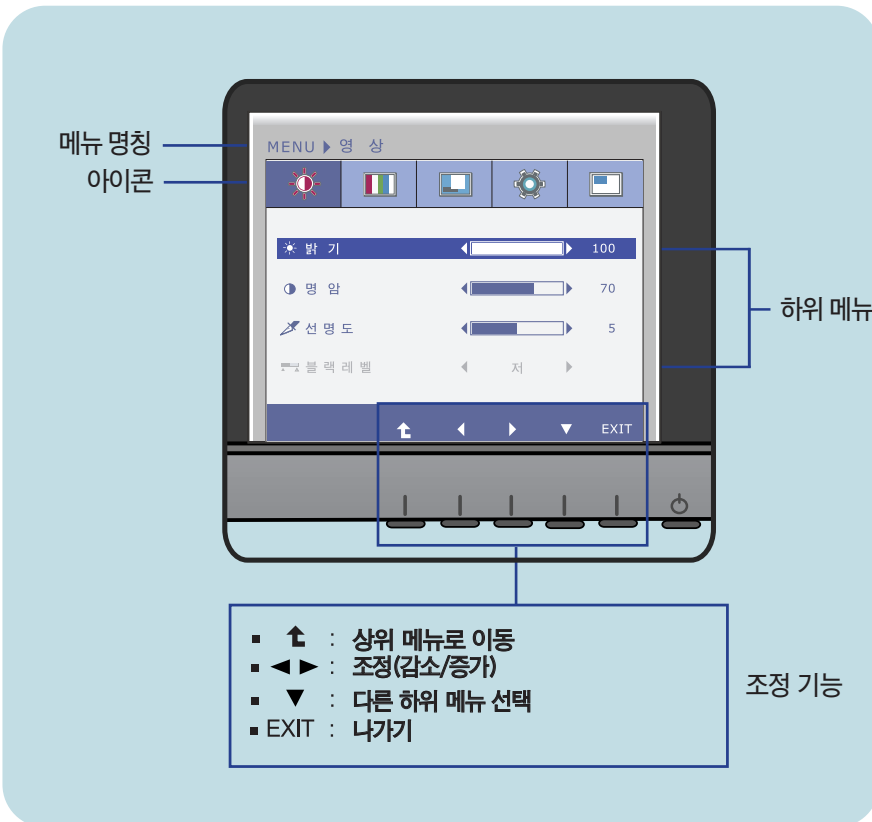 메뉴 명칭
아이콘
MENU 영 상
밝 기 100
명 암 70
선 명 도 5
블 랙 레 벨 저
하위 메뉴
EXIT
상위 메뉴로 이동
조정(감소/증가)
다른 하위 메뉴 선택
EXIT : 나가기
조정 기능